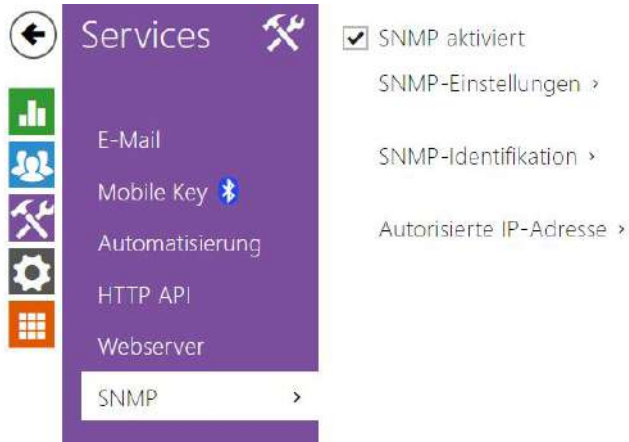 Services
E-Mail
Mobile Key
Automatisierung
HTTP API
Webserver
SNMP
SNMP aktiviert
SNMP-Einstellungen
SNMP-Identifikation
Autorisierte IP-Adresse